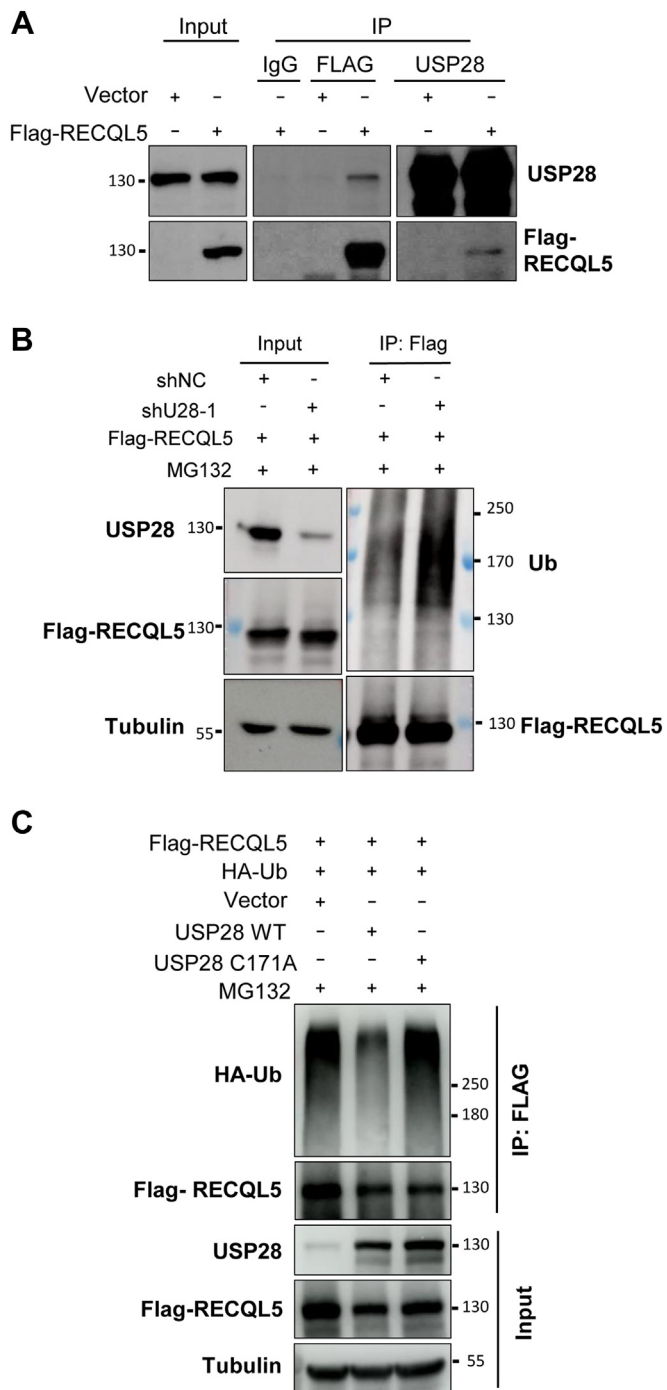 A
Input IP
IgG FLAG USP28
Vector + - - + - + -
Flag-RECQL5 - + + - + - +
130 USP28
130 Flag-
RECQL5
B
Input IP: Flag
shNC + - + -
shU28-1 - + - +
Flag-RECQL5 + + + +
MG132 + + + +
USP28 130 250
170 Ub
Flag-RECQL5 130 130
Tubulin 55 130 Flag-RECQL5
C
Flag-RECQL5 + + +
HA-Ub + + +
Vector + - -
USP28 WT - + -
USP28 C171A - - +
MG132 + + +
HA-Ub 250
180
IP: FLAG
Flag- RECQL5 130
USP28 130
Flag-RECQL5 130
Input
Tubulin 55